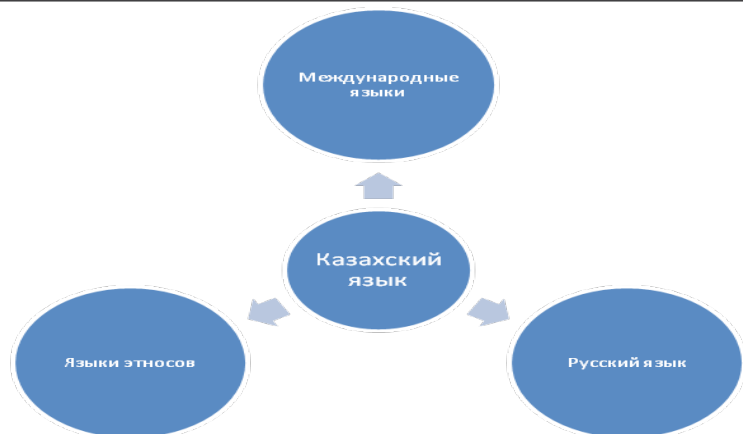 Международные
языки
Казахский
язык
Языки этносов
Русский язык